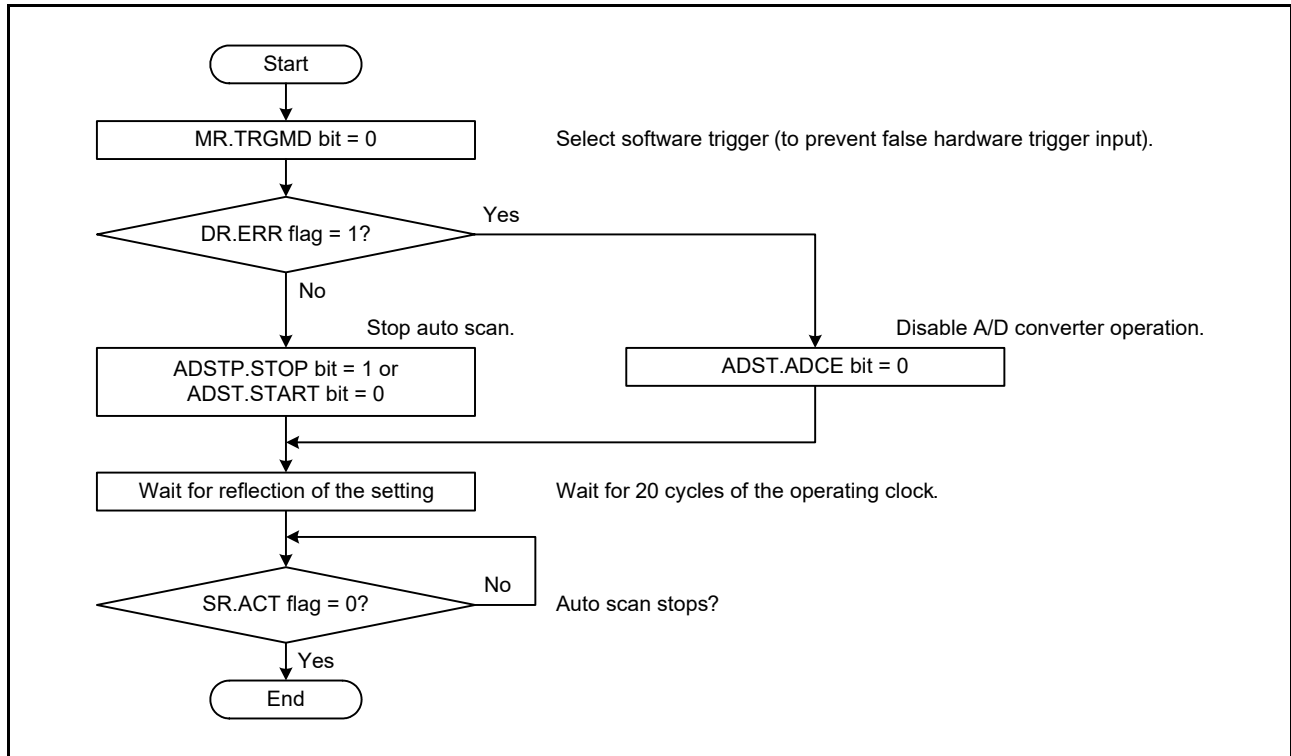 Start
MR.TRGMD bit = 0
Select software trigger (to prevent false hardware trigger input).
DR.ERR flag = 1?
Yes
No
Stop auto scan.
Disable A/D converter operation.
ADSTP.STOP bit = 1 or
ADST.START bit = 0
ADST.ADCE bit = 0
Wait for reflection of the setting
Wait for 20 cycles of the operating clock.
SR.ACT flag = 0?
No
Auto scan stops?
Yes
End